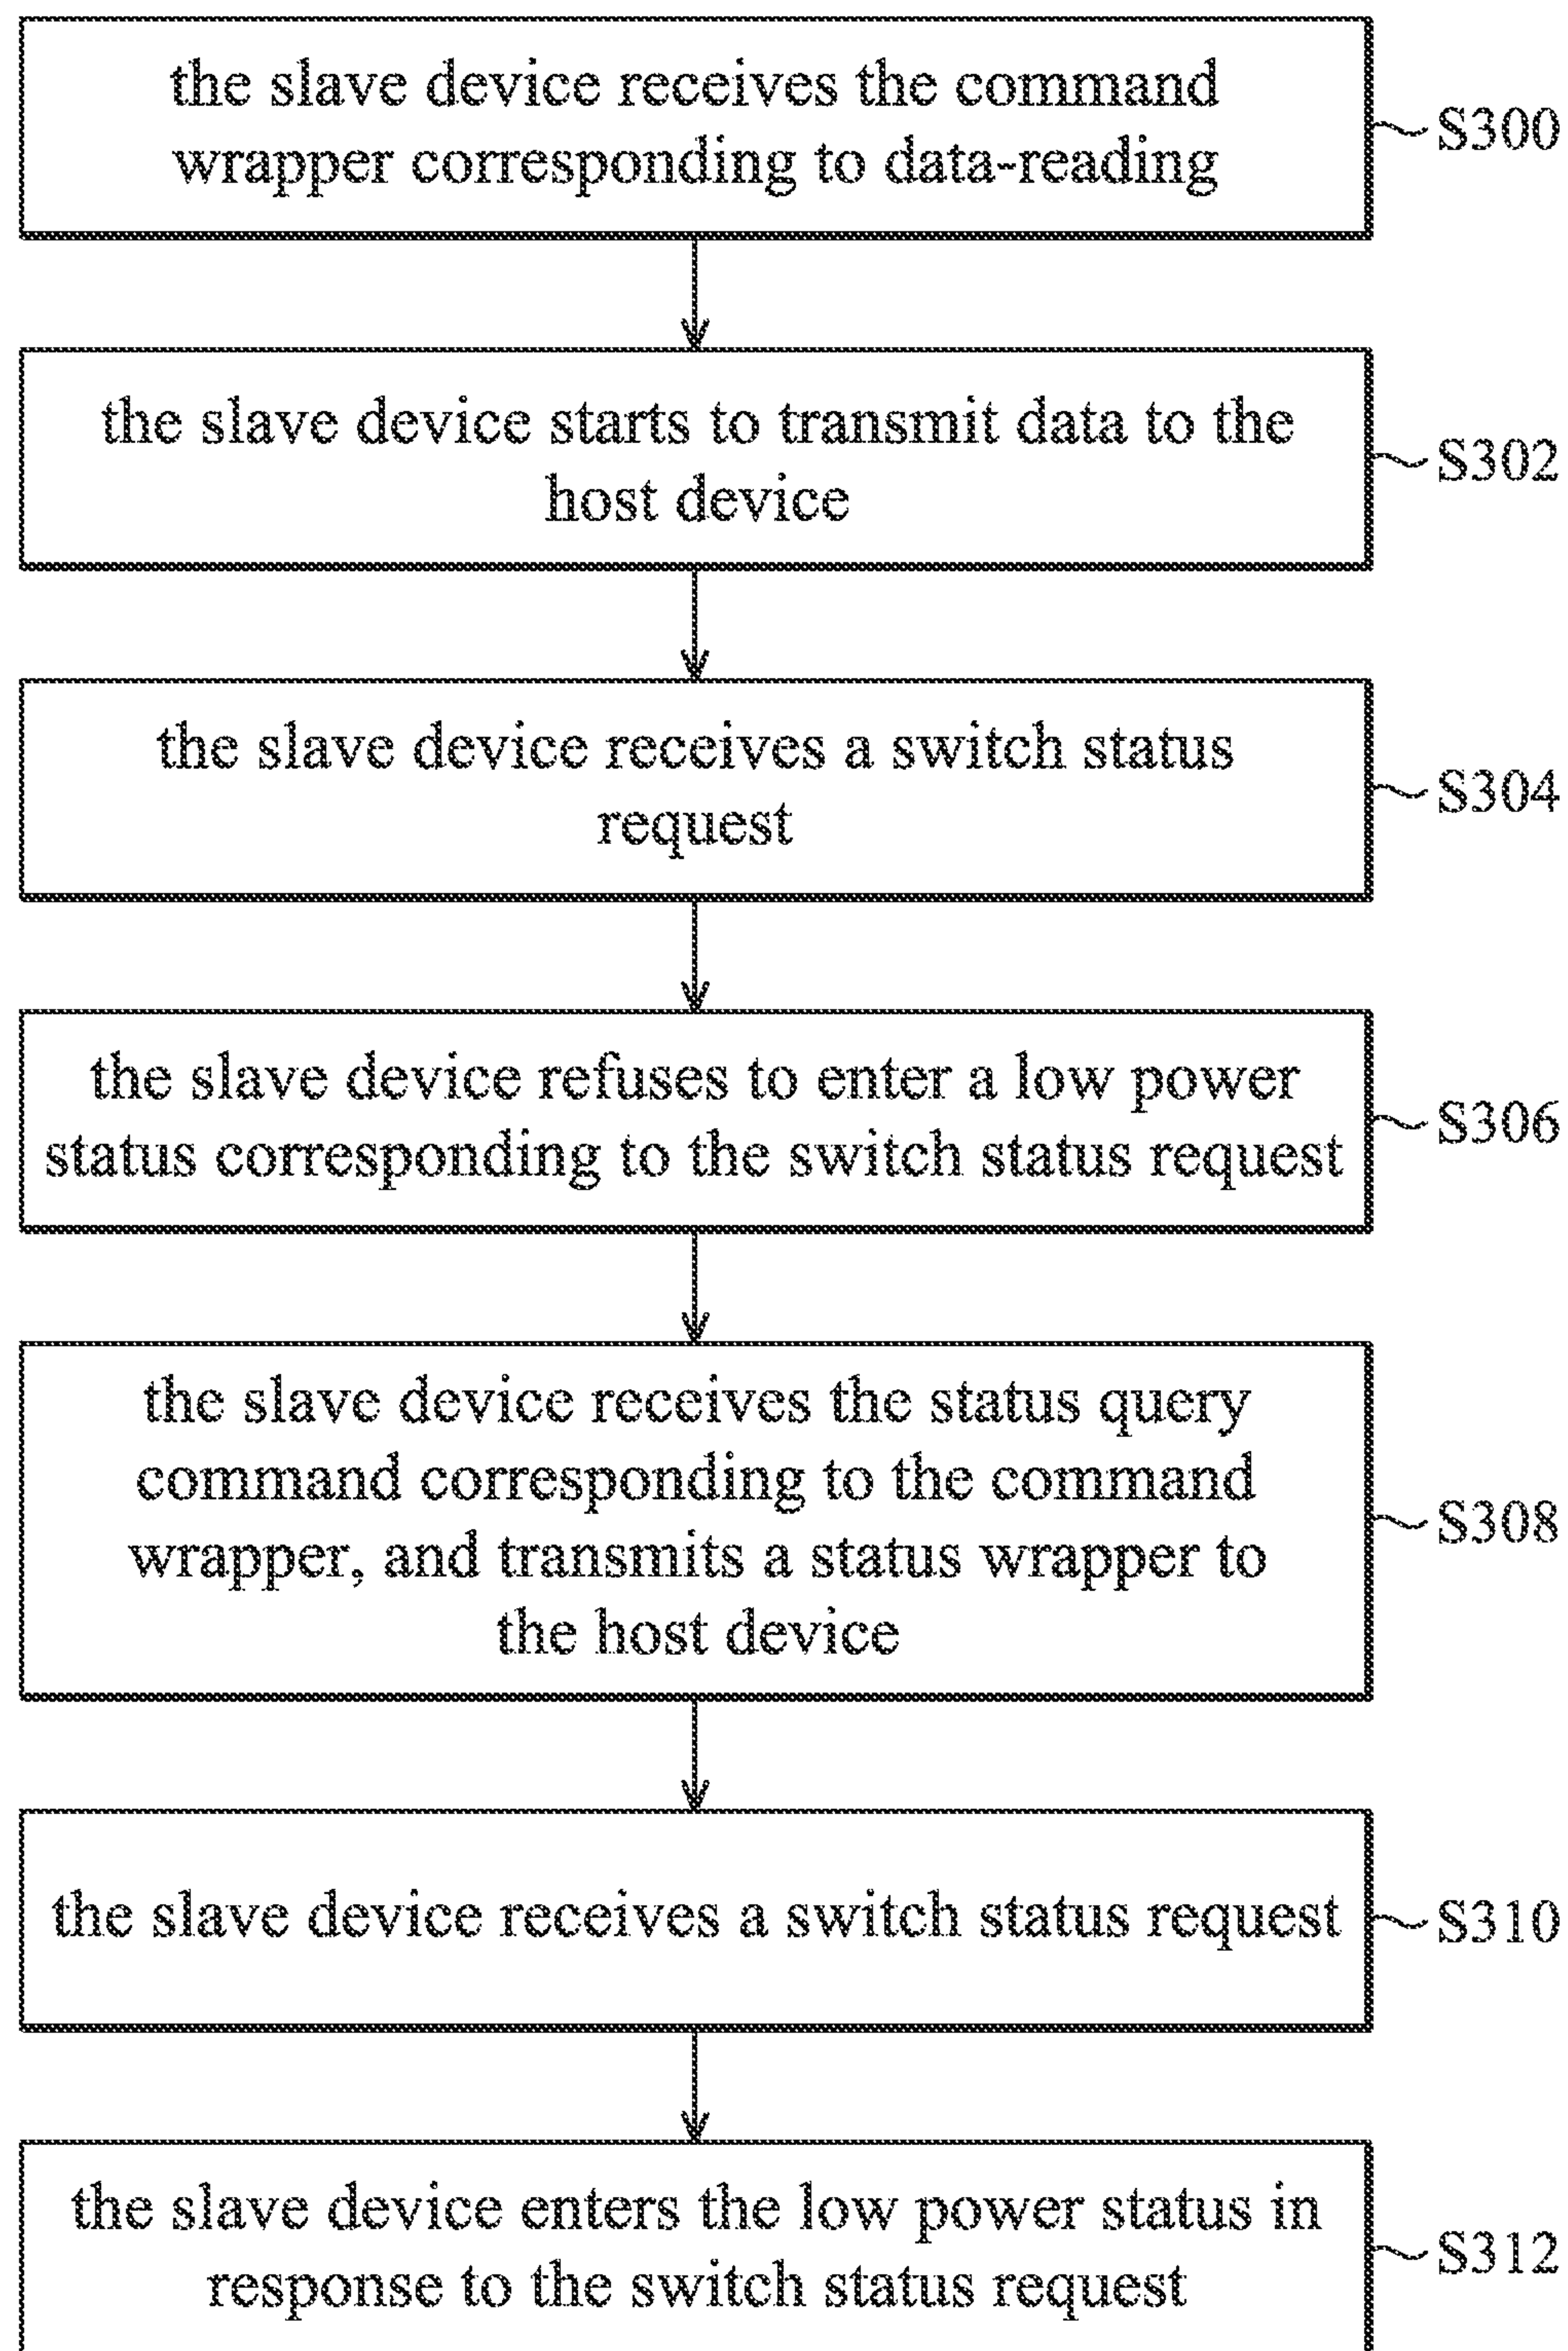 the slave device receives the command
wrapper corresponding to data-reading
S300
the slave device starts to transmit data to the
host device
S302
the slave device receives a switch status
request
S304
the slave device refuses to enter a low power
status corresponding to the switch status request
S306
the slave device receives the status query
command corresponding to the command
wrapper, and transmits a status wrapper to
the host device
S308
the slave device receives a switch status request
S310
the slave device enters the low power status in
response to the switch status request
S312